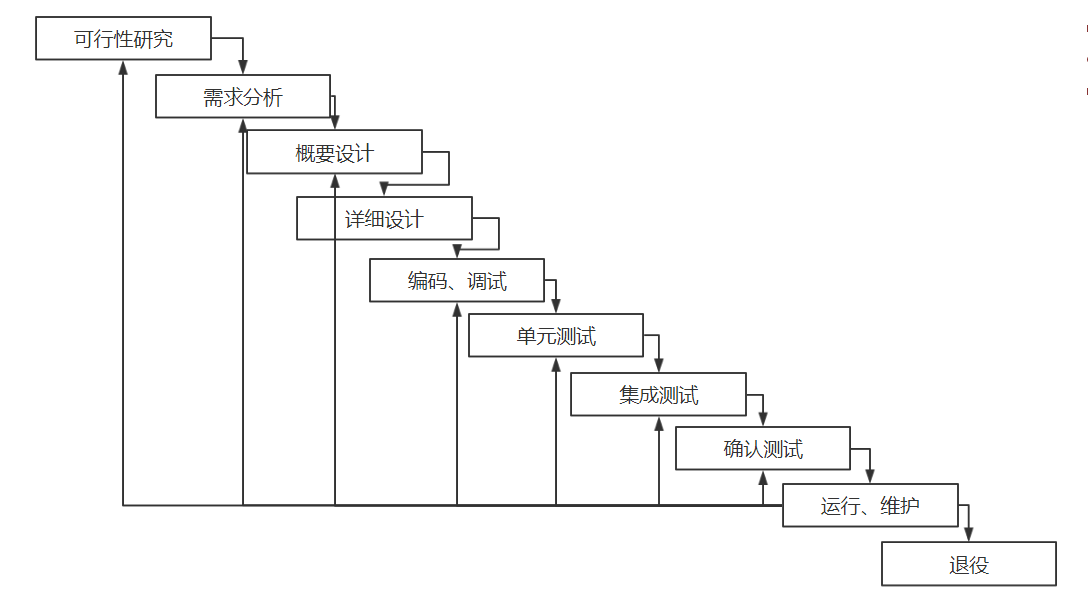 可行性研究
需求分析
概要设计
详细设计
编码、调试
单元测试
集成测试
确认测试
运行、维护
退役